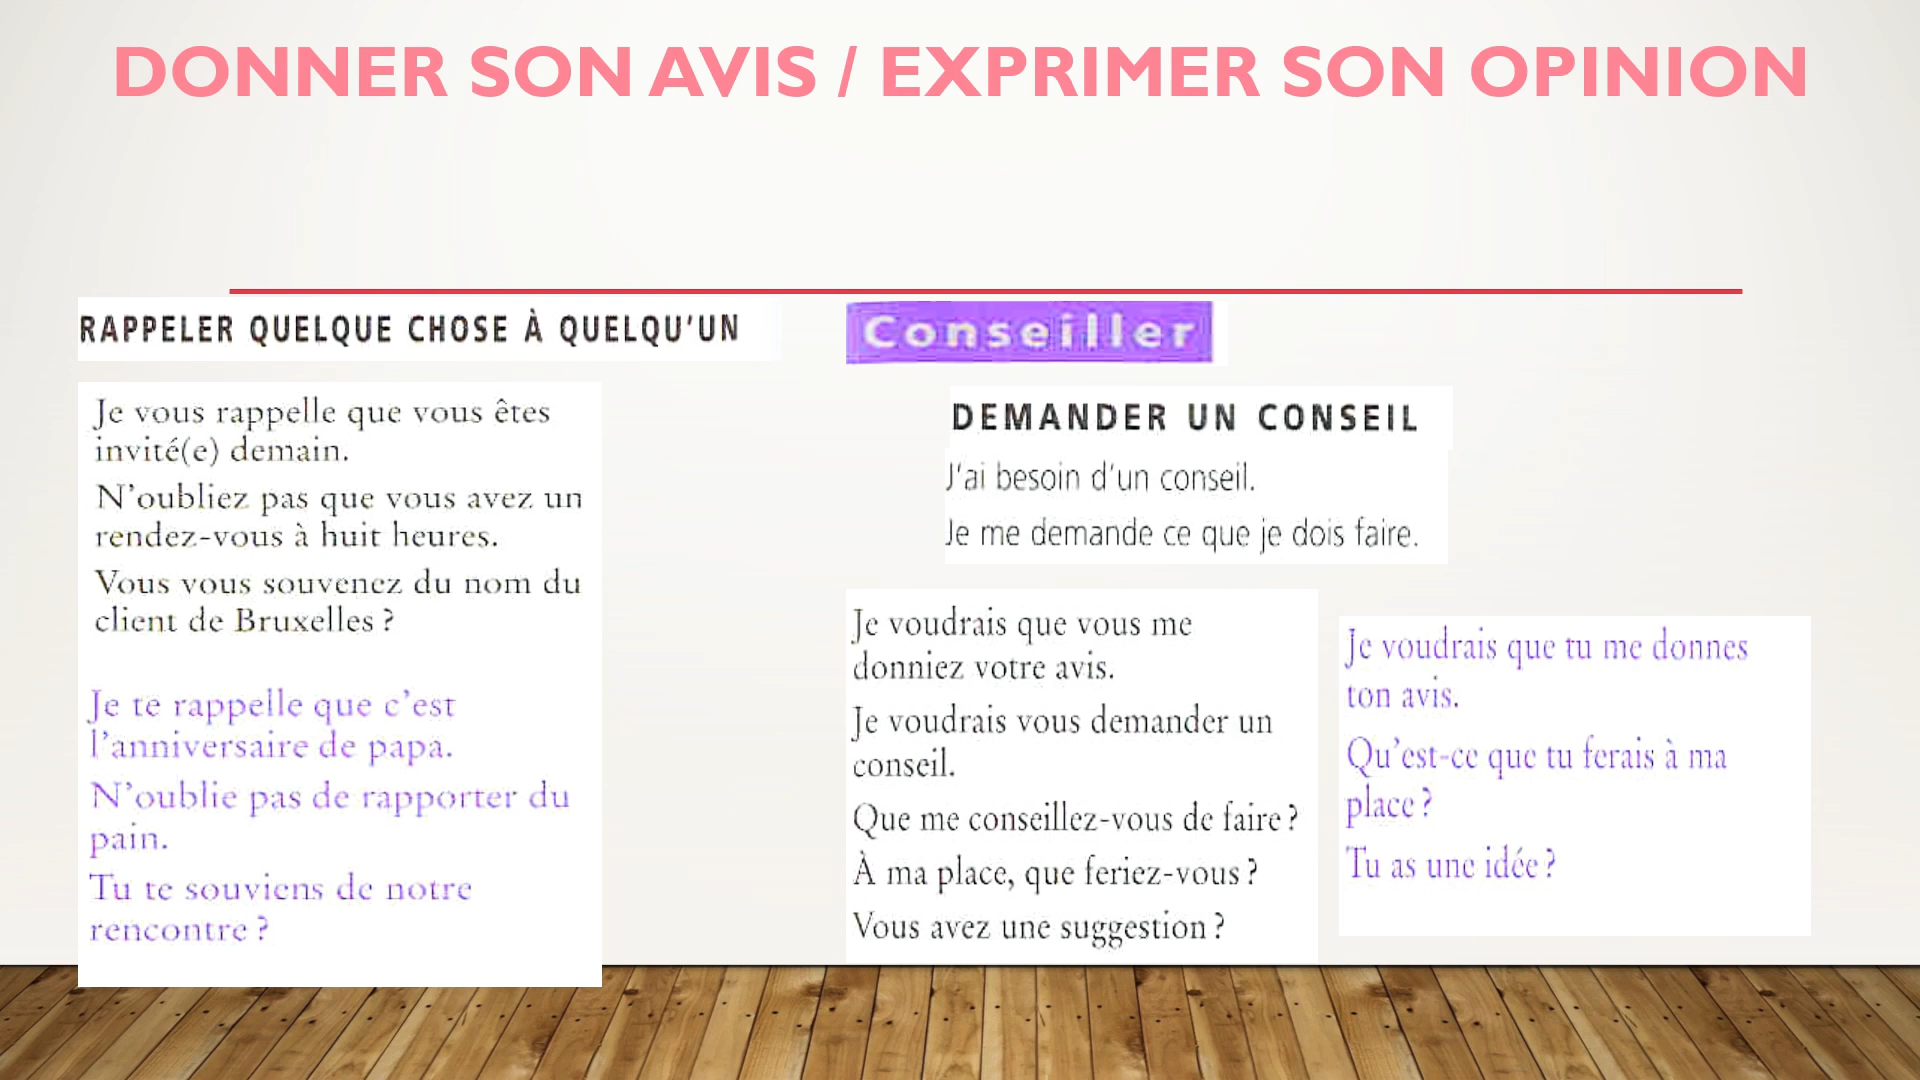 DONNER SON AVIS / EXPRIMER SON OPINION
RAPPELER QUELQUE CHOSE À QUELQU'UN
Je vous rappelle que vous êtes
invité(e) demain.
N'oubliez pas que vous avez un
rendez-vous à huit heures.
Vous vous souvenez du nom du
client de Bruxelles ?
Je te rappelle que c'est
l'anniversaire de papa.
N'oublie pas de rapporter du
pain.
Tu te souviens de notre
rencontre ?
Conseiller
DEMANDER UN CONSEIL
J'ai besoin d'un conseil.
Je me demande ce que je dois faire.
Je voudrais que vous me
donniez votre avis.
Je voudrais vous demander un
conseil.
Que me conseillez-vous de faire ?
À ma place, que feriez-vous ?
Vous avez une suggestion ?
Je voudrais que tu me donnes
ton avis.
Qu'est-ce que tu ferais à ma
place ?
Tu as une idée ?